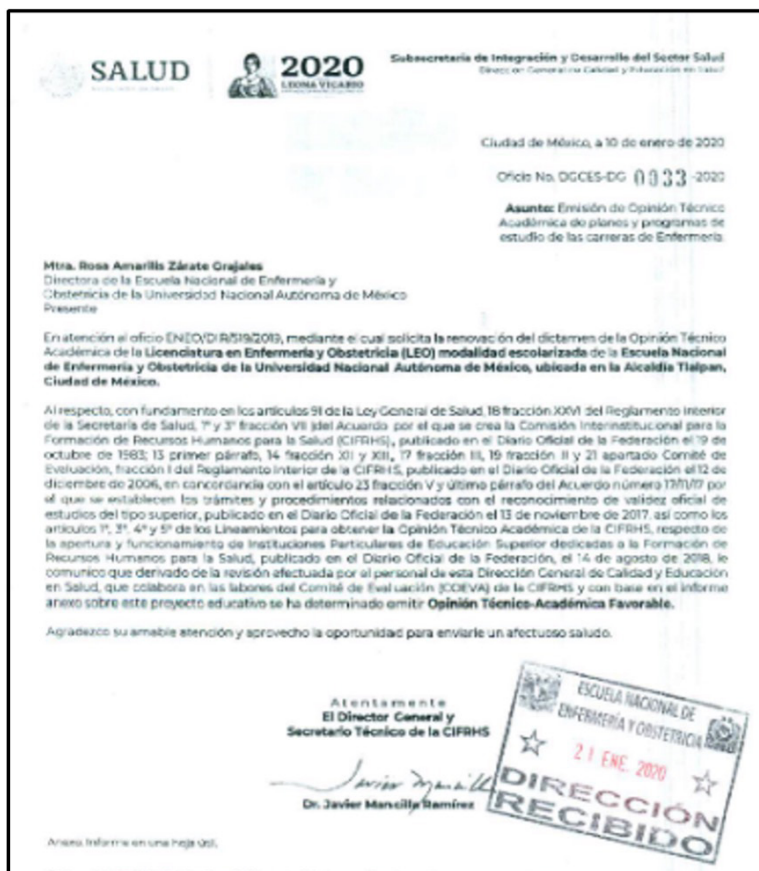 SALUD
2020
LEONA VICARIO
Subsecretaría de Integración y Desarrollo del Sector Salud
Dirección General de Calidad y Educación en Salud
Ciudad de México, a 10 de enero de 2020
Oficio No. DGCES-DG 0033 -2020
Asunto: Emisión de Opinión Técnico
Académica de planes y programas de
estudio de las carreras de Enfermería.
Mtra. Rosa Amarilis Zárate Grajales
Directora de la Escuela Nacional de Enfermería y
Obstetricia de la Universidad Nacional Autónoma de México
Presente
En atención al oficio ENEO/DIR/519/2019, mediante el cual solicita la renovación del dictamen de la Opinión Técnico
Académica de la Licenciatura en Enfermería y Obstetricia (LEO) modalidad escolarizada de la Escuela Nacional
de Enfermería y Obstetricia de la Universidad Nacional Autónoma de México, ubicada en la Alcaldía Tlalpan,
Ciudad de México.
Al respecto, con fundamento en los artículos 91 de la Ley General de Salud, 18 fracción XXVI del Reglamento Interior
de la Secretaría de Salud, 1° y 3° fracción VII del Acuerdo por el que se crea la Comisión Interinstitucional para la
Formación de Recursos Humanos para la Salud (CIFRHS), publicado en el Diario Oficial de la Federación el 19 de
octubre de 1983; 13 primer párrafo, 14 fracción XI y XIII, 17 fracción III, 19 fracción II y 21 apartado Comité de
Evaluación, fracción I del Reglamento Interior de la CIFRHS, publicado en el Diario Oficial de la Federación el 12 de
diciembre de 2006, en concordancia con el artículo 23 fracción V y último párrafo del Acuerdo número 17/11/17 por
el que se establecen los trámites y procedimientos relacionados con el reconocimiento de validez oficial de
estudios del tipo superior, publicado en el Diario Oficial de la Federación el 13 de noviembre de 2017, así como los
artículos 1°, 3°, 4° y 5° de los Lineamientos para obtener la Opinión Técnico Académica de la CIFRHS, respecto de
la apertura y funcionamiento de Instituciones Particulares de Educación Superior dedicadas a la Formación de
Recursos Humanos para la Salud, publicado en el Diario Oficial de la Federación, el 14 de agosto de 2018, le
comunico que derivado de la revisión efectuada por el personal de esta Dirección General de Calidad y Educación
en Salud, que colabora en las labores del Comité de Evaluación (COEVA) de la CIFRHS y con base en el informe
anexo sobre este proyecto educativo se ha determinado emitir Opinión Técnico-Académica Favorable.
Agradezco su amable atención y aprovecho la oportunidad para enviarle un afectuoso saludo.
Atentamente
El Director General y
Secretario Técnico de la CIFRHS
Dr. Javier Mancilla Ramírez
ESCUELA NACIONAL DE
ENFERMERÍA Y OBSTETRICIA
21 ENE. 2020
DIRECCIÓN
RECIBIDO
Anexo. Informe en una hoja útil.